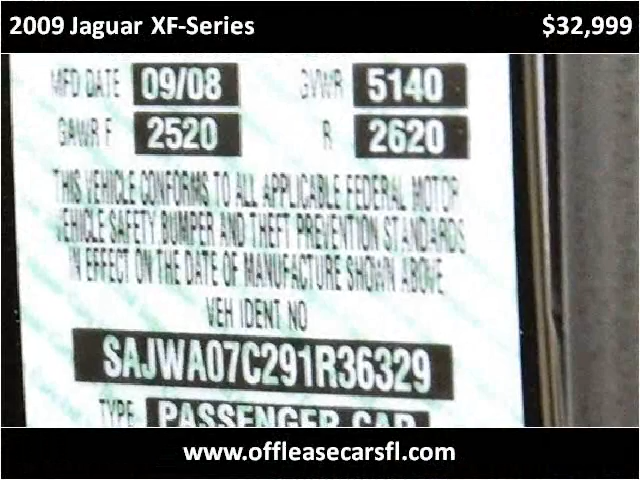 2009 Jaguar XF-Series $32,999
MFD DATE 09/08 GVWR 5140
GAWR F 2520 R 2620
THIS VEHICLE CONFORMS TO ALL APPLICABLE FEDERAL MOTOR
VEHICLE SAFETY BUMPER AND THEFT PREVENTION STANDARDS
IN EFFECT ON THE DATE OF MANUFACTURE SHOWN ABOVE
VEH IDENT NO
SAJWA07C291R36329
TYPE PASSENGER CAR
www.offleasecarsfl.com